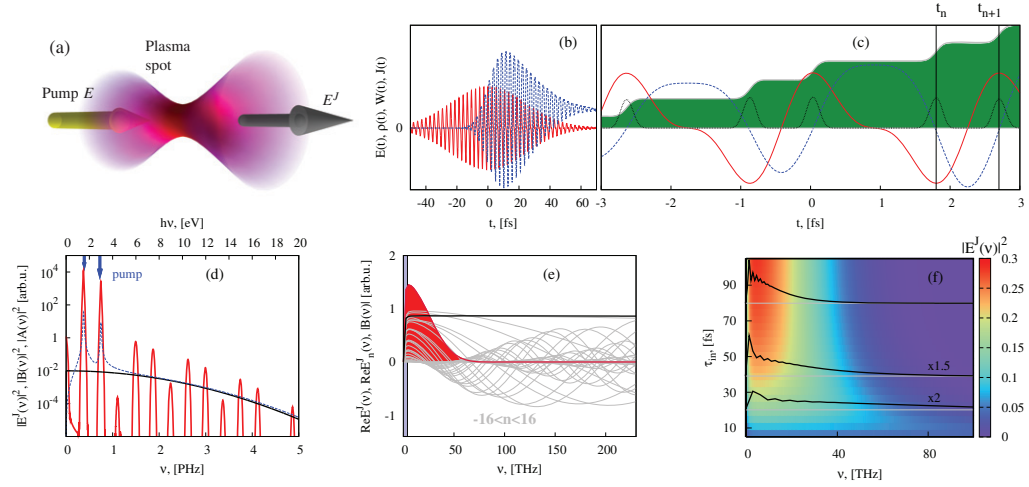 (a)
Plasma
spot
Pump E
E^J
(b)
E(t), ρ(t), W(t), J(t)
0
-40 -20 0 20 40 60
t, [fs]
(c)
t_n
t_{n+1}
-3 -2 -1 0 1 2 3
t, [fs]
hν, [eV]
0 2 4 6 8 10 12 14 16 18 20
(d)
pump
|E^J(ν)|^2, |B(ν)|^2, |A(ν)|^2 [arb.u.]
10^4
10^2
1
10^-2
10^-4
0 1 2 3 4 5
ν, [PHz]
(e)
ReE^J(ν), ReE^J_n(ν), |B(ν)|
2
1
0
-1
-16<n<16
0 50 100 150 200
ν, [THz]
|E^J(ν)|^2
(f)
τ_in, [fs]
90
70
50
30
10
x1.5
x2
0 40 80
ν, [THz]
0.3
0.25
0.2
0.15
0.1
0.05
0